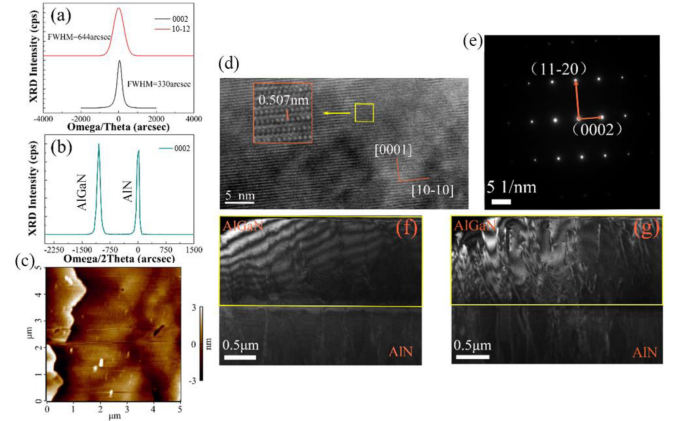 (a)
0002
10-12
FWHM=644arcsec
FWHM=330arcsec
XRD Intensity (cps)
-4000 -2000 0 2000 4000
Omega/Theta (arcsec)
(b)
0002
AlGaN
AlN
XRD Intensity (cps)
-2250 -1500 -750 0 750 1500
Omega/2Theta (arcsec)
(c)
5
4
3
2
1
0
μm
0 1 2 3 4 5
μm
3
0
-3
nm
(d)
0.507nm
[0001]
[10-10]
5 nm
(e)
(11-20)
(0002)
5 1/nm
AlGaN
(f)
0.5μm
AlN
AlGaN
(g)
0.5μm
AlN